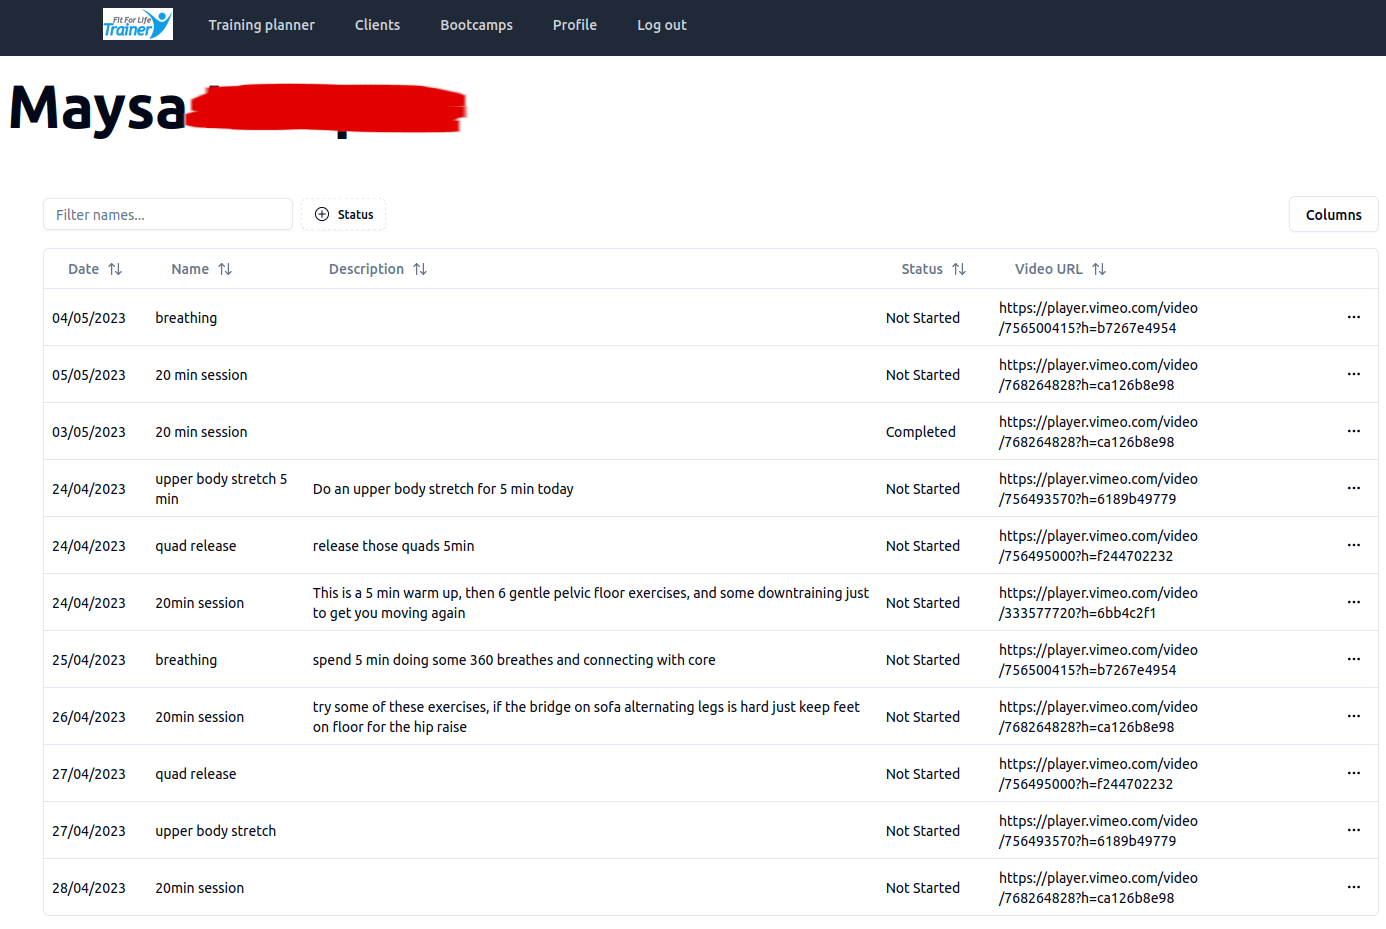 Fit For Life
Trainer
Training planner
Clients
Bootcamps
Profile
Log out
Maysa
Filter names...
Status
Columns
Date Name Description Status Video URL
04/05/2023 breathing Not Started https://player.vimeo.com/video
/756500415?h=b7267e4954
05/05/2023 20 min session Not Started https://player.vimeo.com/video
/768264828?h=ca126b8e98
03/05/2023 20 min session Completed https://player.vimeo.com/video
/768264828?h=ca126b8e98
24/04/2023 upper body stretch 5
min Do an upper body stretch for 5 min today Not Started https://player.vimeo.com/video
/756493570?h=6189b49779
24/04/2023 quad release release those quads 5min Not Started https://player.vimeo.com/video
/756495000?h=f244702232
24/04/2023 20min session This is a 5 min warm up, then 6 gentle pelvic floor exercises, and some downtraining just
to get you moving again Not Started https://player.vimeo.com/video
/333577720?h=6bb4c2f1
25/04/2023 breathing spend 5 min doing some 360 breathes and connecting with core Not Started https://player.vimeo.com/video
/756500415?h=b7267e4954
26/04/2023 20min session try some of these exercises, if the bridge on sofa alternating legs is hard just keep feet
on floor for the hip raise Not Started https://player.vimeo.com/video
/768264828?h=ca126b8e98
27/04/2023 quad release Not Started https://player.vimeo.com/video
/756495000?h=f244702232
27/04/2023 upper body stretch Not Started https://player.vimeo.com/video
/756493570?h=6189b49779
28/04/2023 20min session Not Started https://player.vimeo.com/video
/768264828?h=ca126b8e98